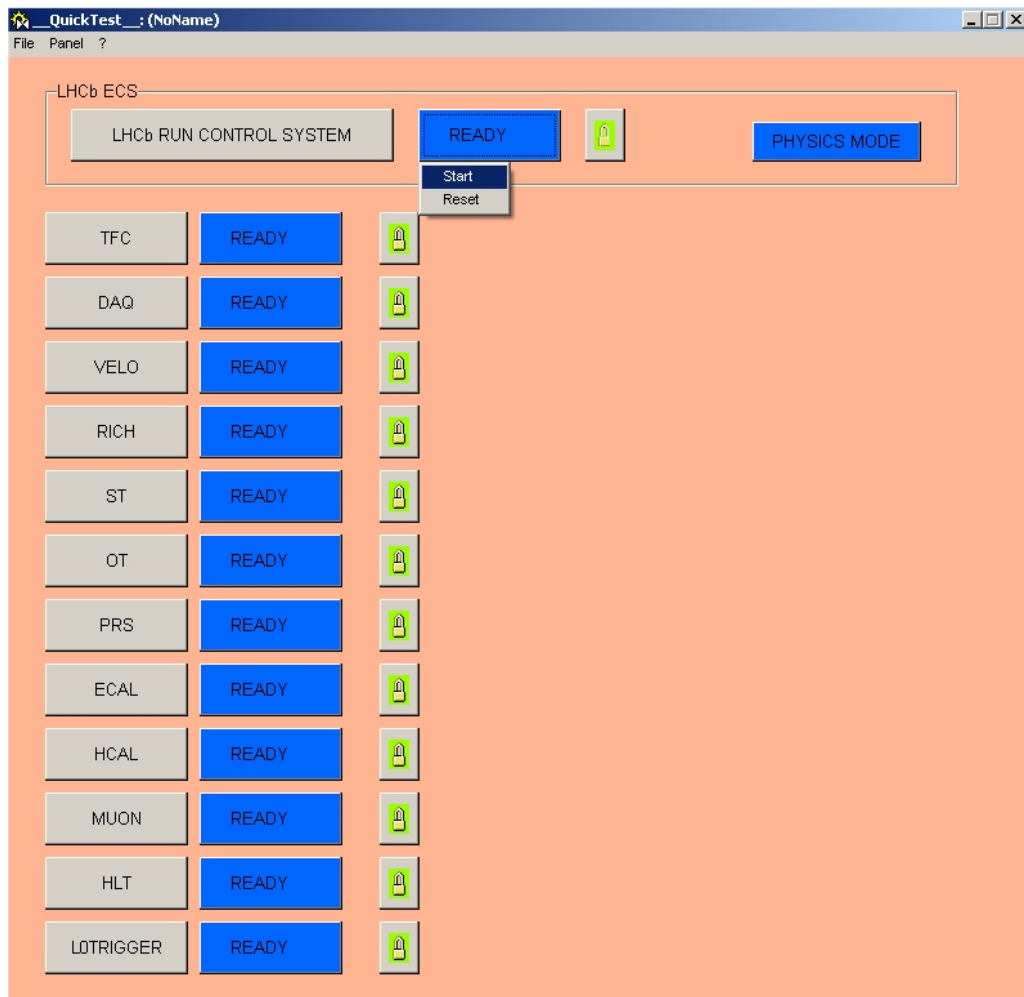 __QuickTest__: (NoName)
File Panel ?
LHCb ECS
LHCb RUN CONTROL SYSTEM READY PHYSICS MODE
Start
Reset
TFC READY
DAQ READY
VELO READY
RICH READY
ST READY
OT READY
PRS READY
ECAL READY
HCAL READY
MUON READY
HLT READY
L0TRIGGER READY